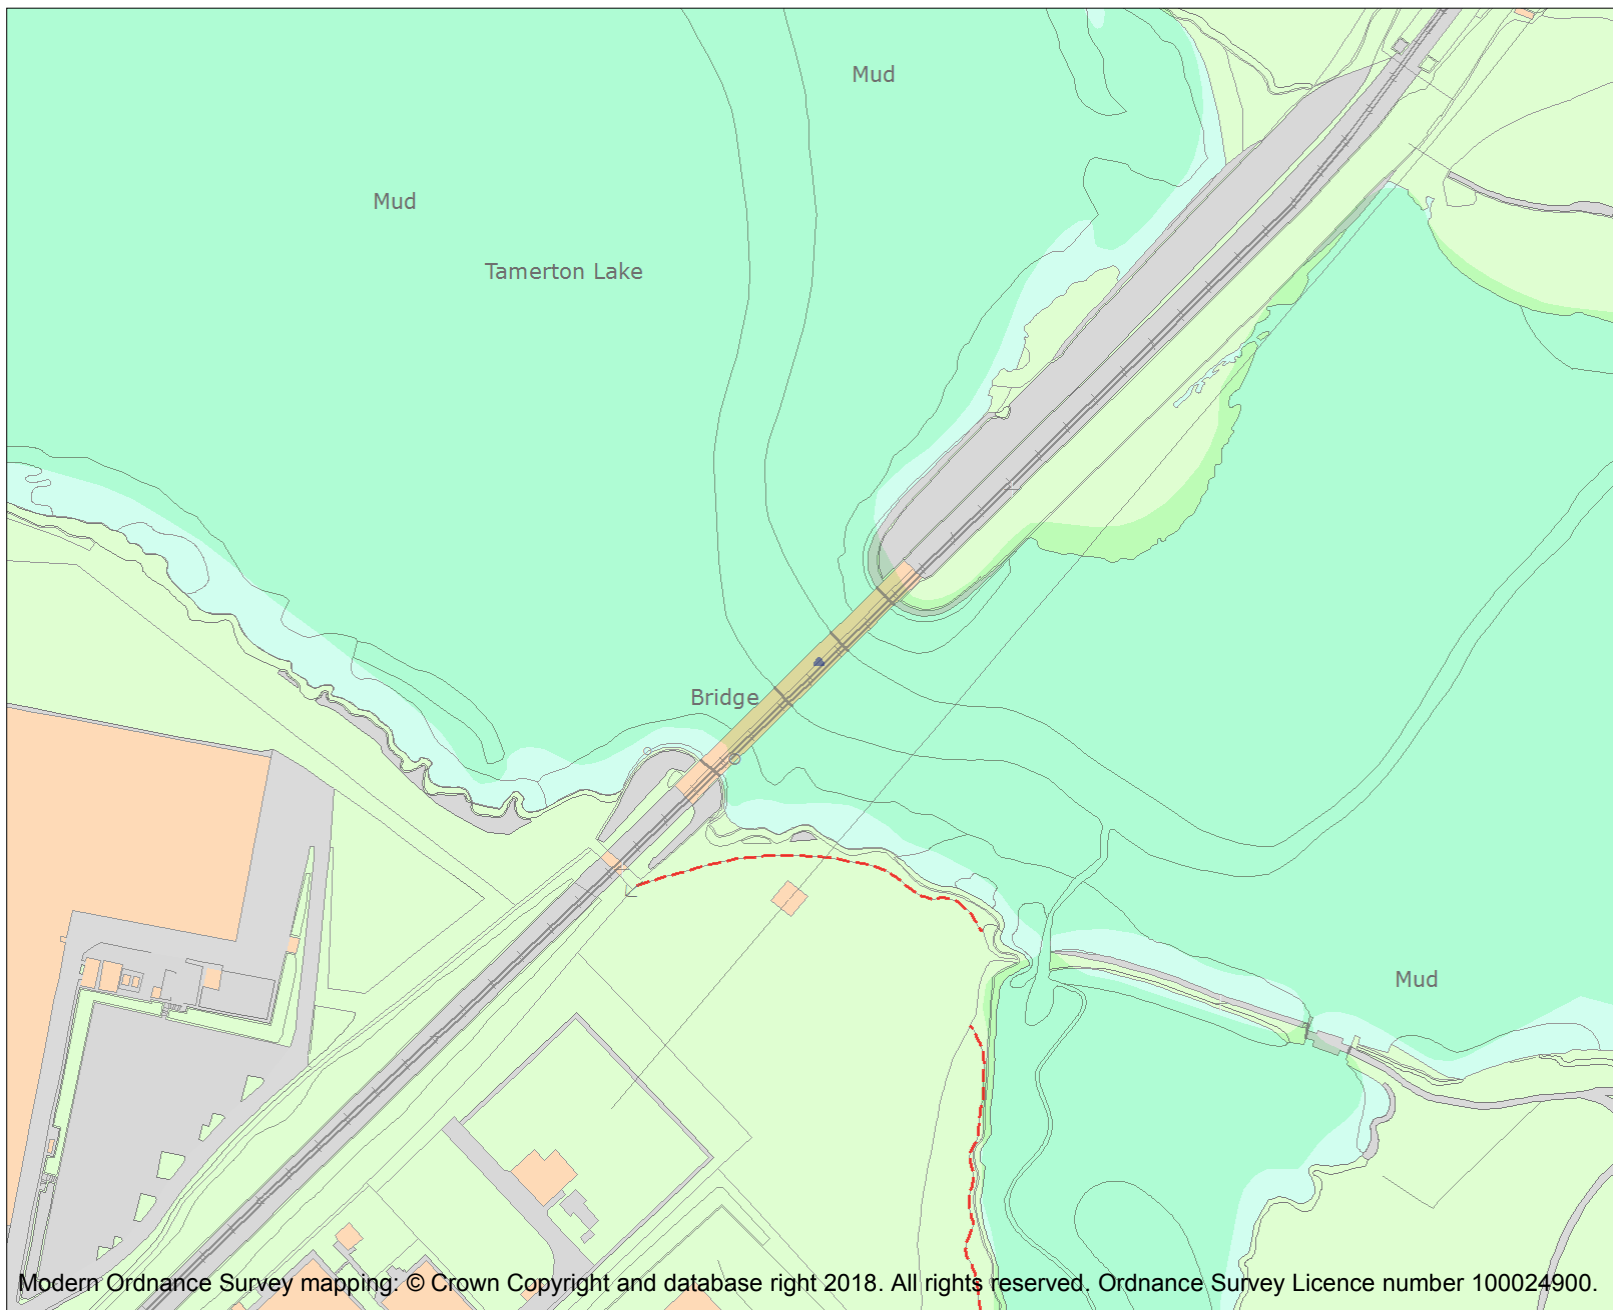 Mud
Mud
Tamerton Lake
Bridge
Mud
Modern Ordnance Survey mapping: © Crown Copyright and database right 2018. All rights reserved. Ordnance Survey Licence number 100024900.